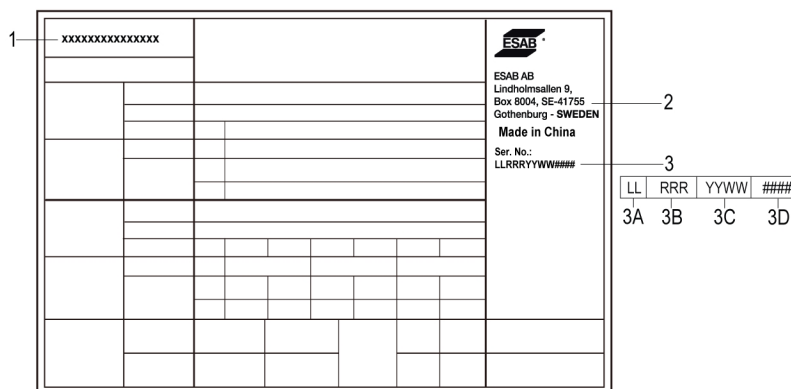 1
xxxxxxxxxxxxxxx
ESAB
ESAB AB
Lindholmsallen 9,
Box 8004, SE-41755
Gothenburg - SWEDEN
2
Made in China
Ser. No.:
LLRRRYYWW####
3
LL RRR YYWW ####
3A 3B 3C 3D